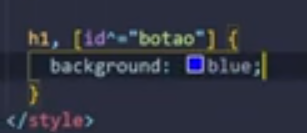 h1, [id^="botao"] {
background: blue;
}
</style>